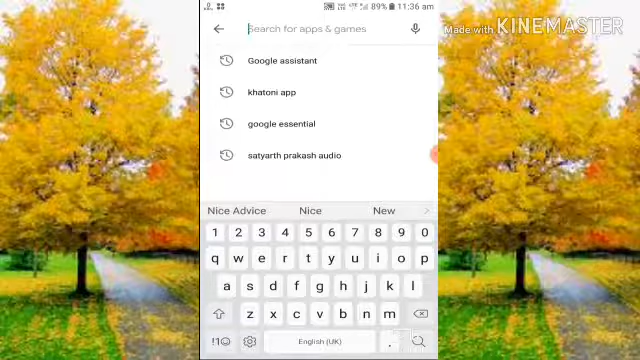 89% 11:36 am
Search for apps & games
Made with KINEMASTER
Google assistant
khatoni app
google essential
satyarth prakash audio
Nice Advice Nice New
1 2 3 4 5 6 7 8 9 0
q w e r t y u i o p
a s d f g h j k l
z x c v b n m
!1☺ English (UK) .